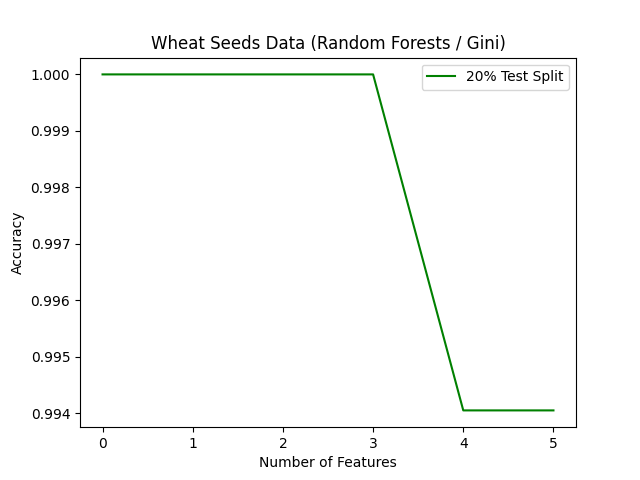 Wheat Seeds Data (Random Forests / Gini)
20% Test Split
1.000
0.999
0.998
0.997
0.996
0.995
0.994
Accuracy
0 1 2 3 4 5
Number of Features